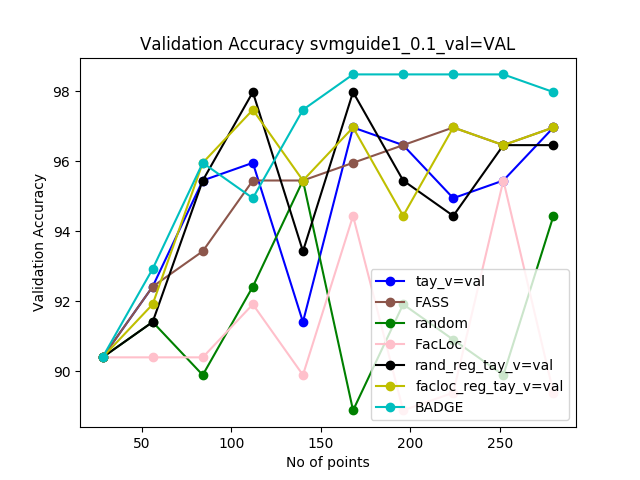 Validation Accuracy svmguide1_0.1_val=VAL
98
96
94
92
90
Validation Accuracy
50
100
150
200
250
No of points
tay_v=val
FASS
random
FacLoc
rand_reg_tay_v=val
facloc_reg_tay_v=val
BADGE